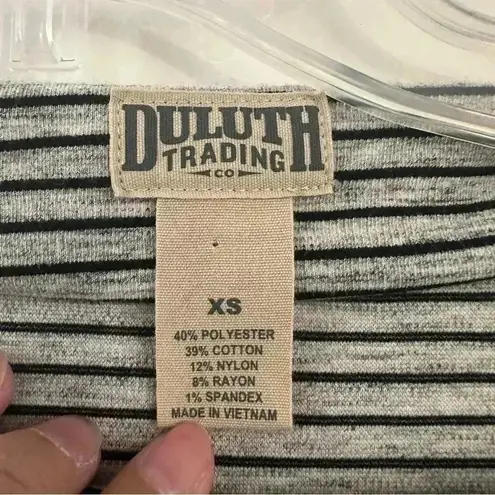 DULUTH
TRADING
CO
XS
40% POLYESTER
39% COTTON
12% NYLON
8% RAYON
1% SPANDEX
MADE IN VIETNAM